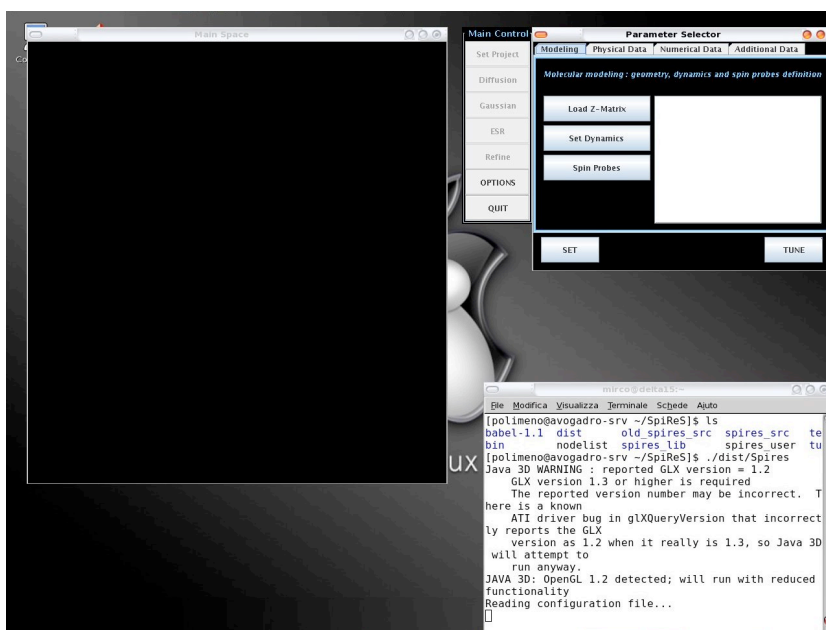 Main Space
Main Control
Set Project
Diffusion
Gaussian
ESR
Refine
OPTIONS
QUIT
Parameter Selector
Modeling Physical Data Numerical Data Additional Data
Molecular modeling : geometry, dynamics and spin probes definition
Load Z-Matrix
Set Dynamics
Spin Probes
SET TUNE
ux
mirco@delta15:~
File Modifica Visualizza Terminale Scheda Ajuto
[polimeno@avogadro-srv ~/SpiReS]$ ls
babel-1.1 dist old_spires_src spires_src te
bin nodelist spires_lib spires_user tu
[polimeno@avogadro-srv ~/SpiReS]$ ./dist/Spires
Java 3D WARNING : reported GLX version = 1.2
GLX version 1.3 or higher is required
The reported version number may be incorrect. T
here is a known
ATI driver bug in glXQueryVersion that incorrect
ly reports the GLX
version as 1.2 when it really is 1.3, so Java 3D
will attempt to
run anyway.
JAVA 3D: OpenGL 1.2 detected; will run with reduced
functionality
Reading configuration file...